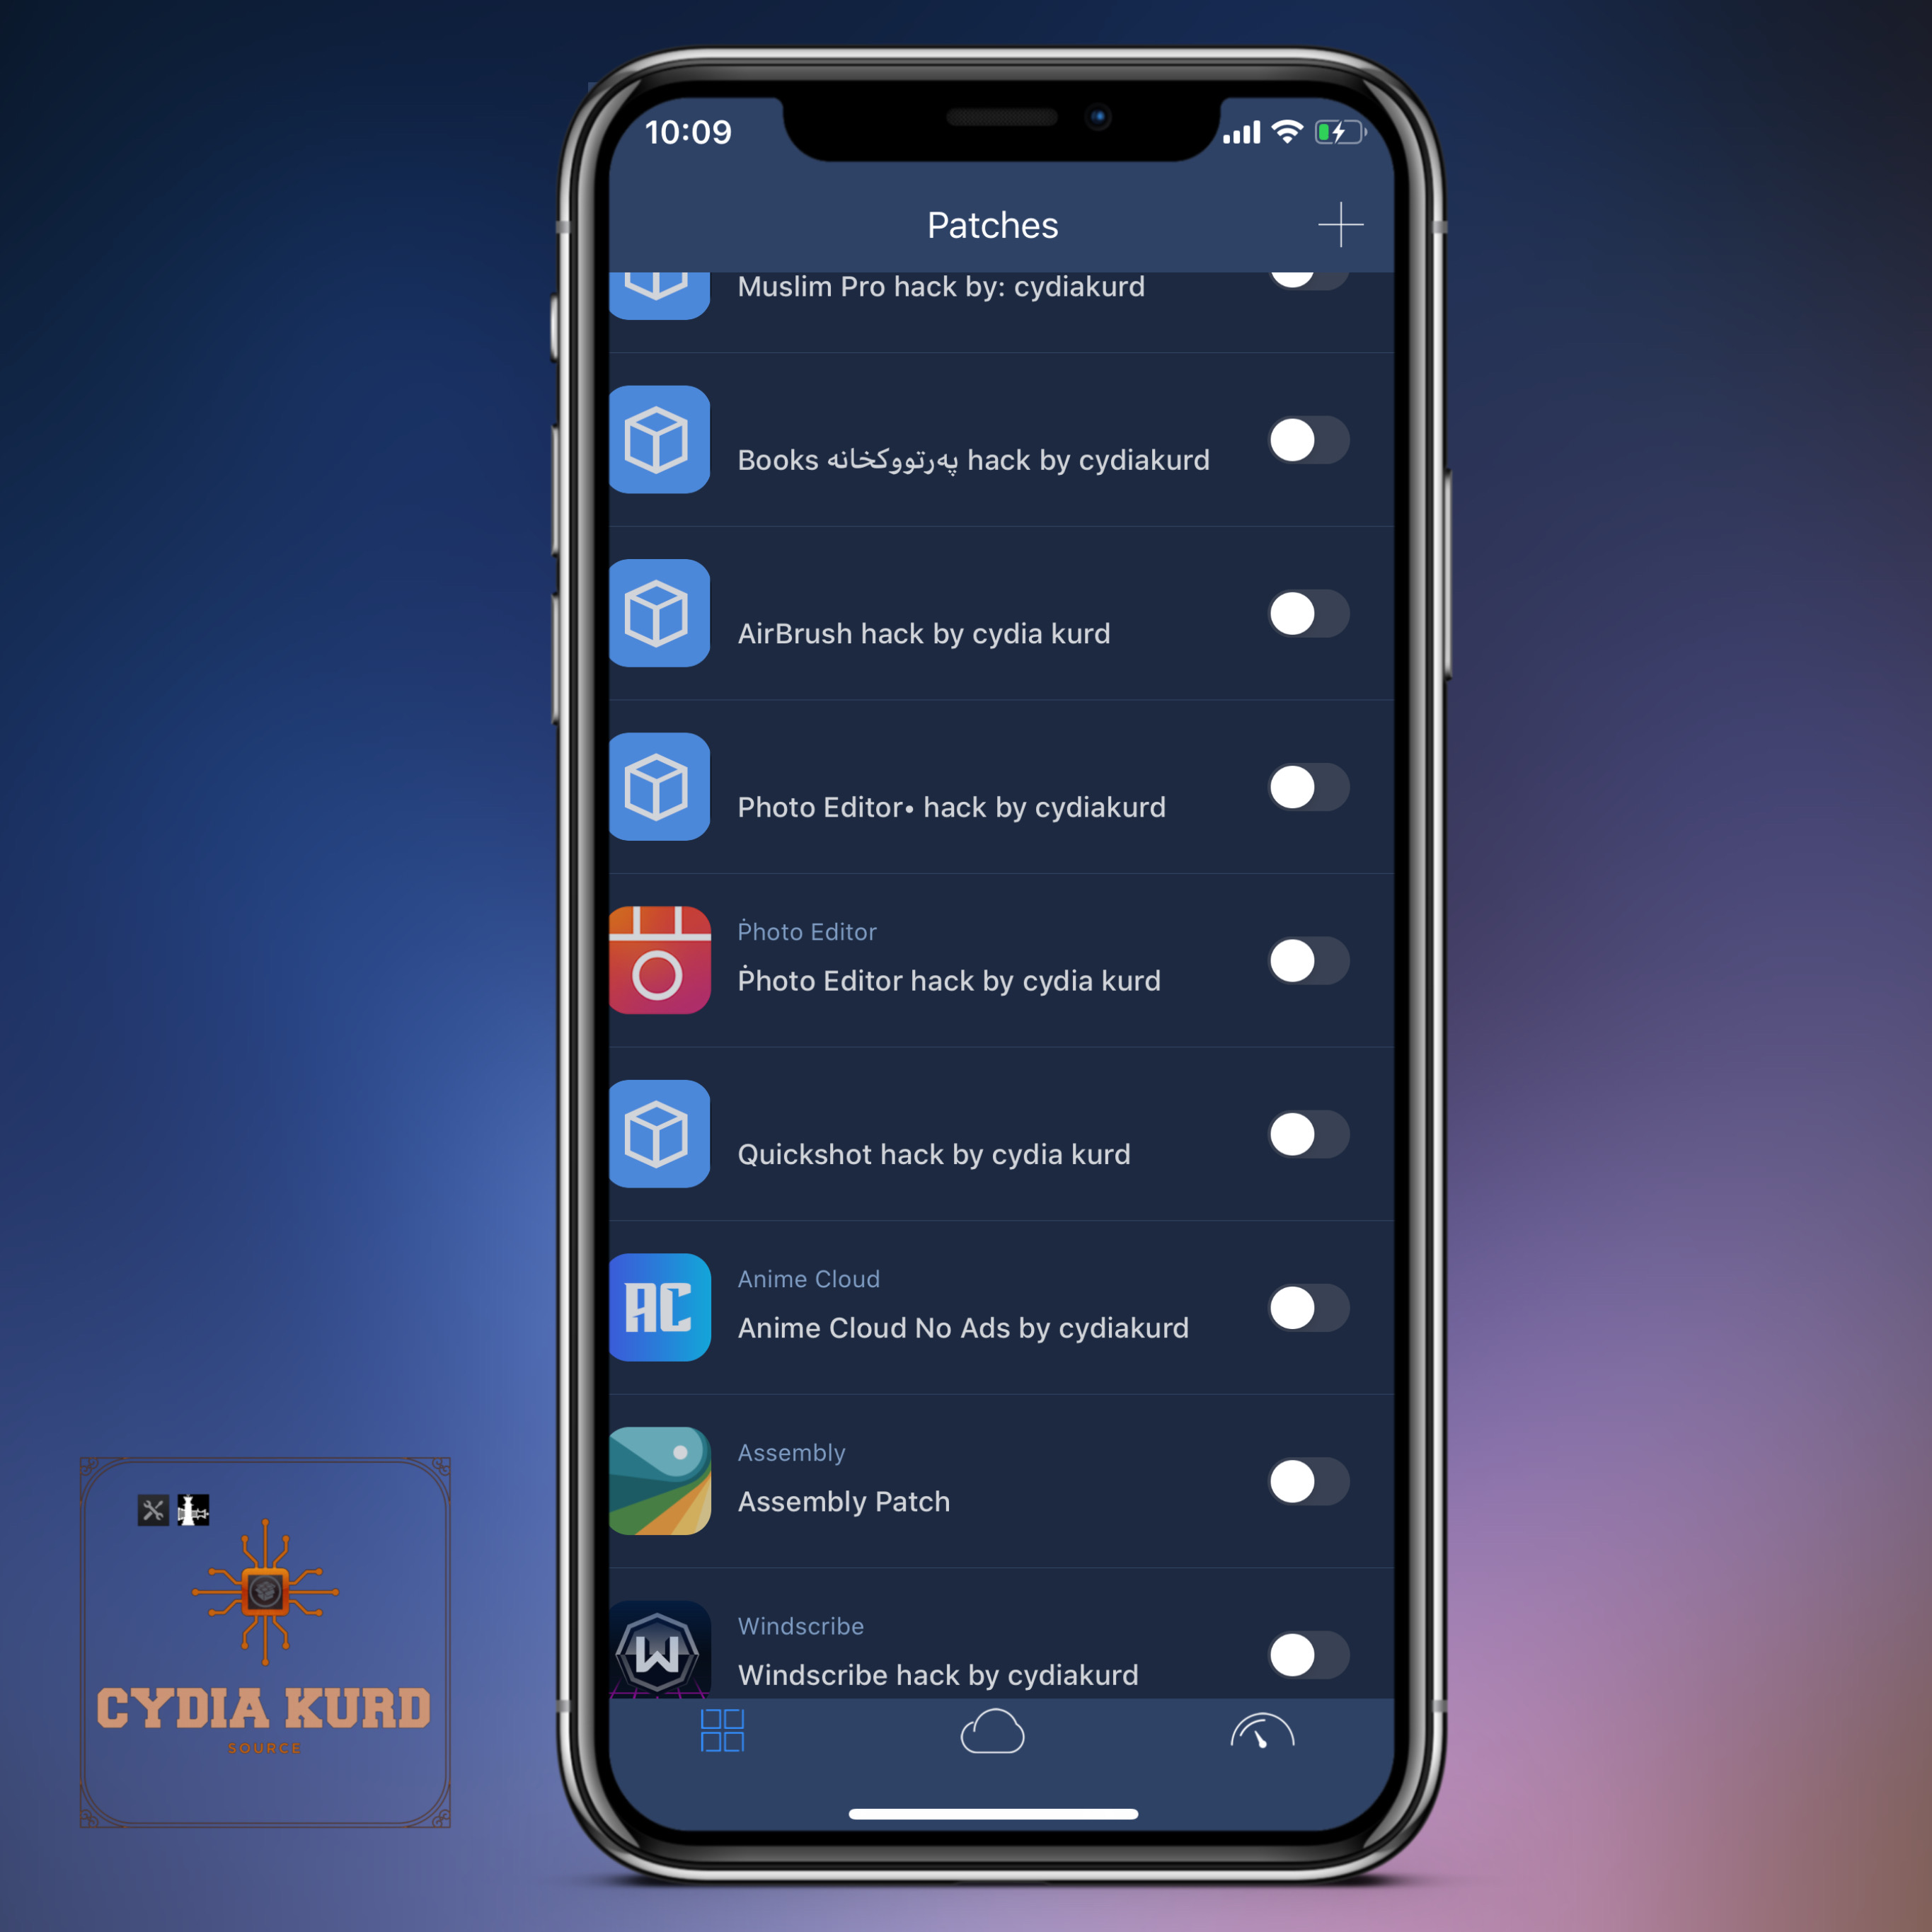 10:09
Patches
Muslim Pro hack by: cydiakurd
Books پەرتووکخانە hack by cydiakurd
AirBrush hack by cydia kurd
Photo Editor• hack by cydiakurd
Ṗhoto Editor
Ṗhoto Editor hack by cydia kurd
Quickshot hack by cydia kurd
AC
Anime Cloud
Anime Cloud No Ads by cydiakurd
Assembly
Assembly Patch
W
Windscribe
Windscribe hack by cydiakurd
CYDIA KURD
SOURCE